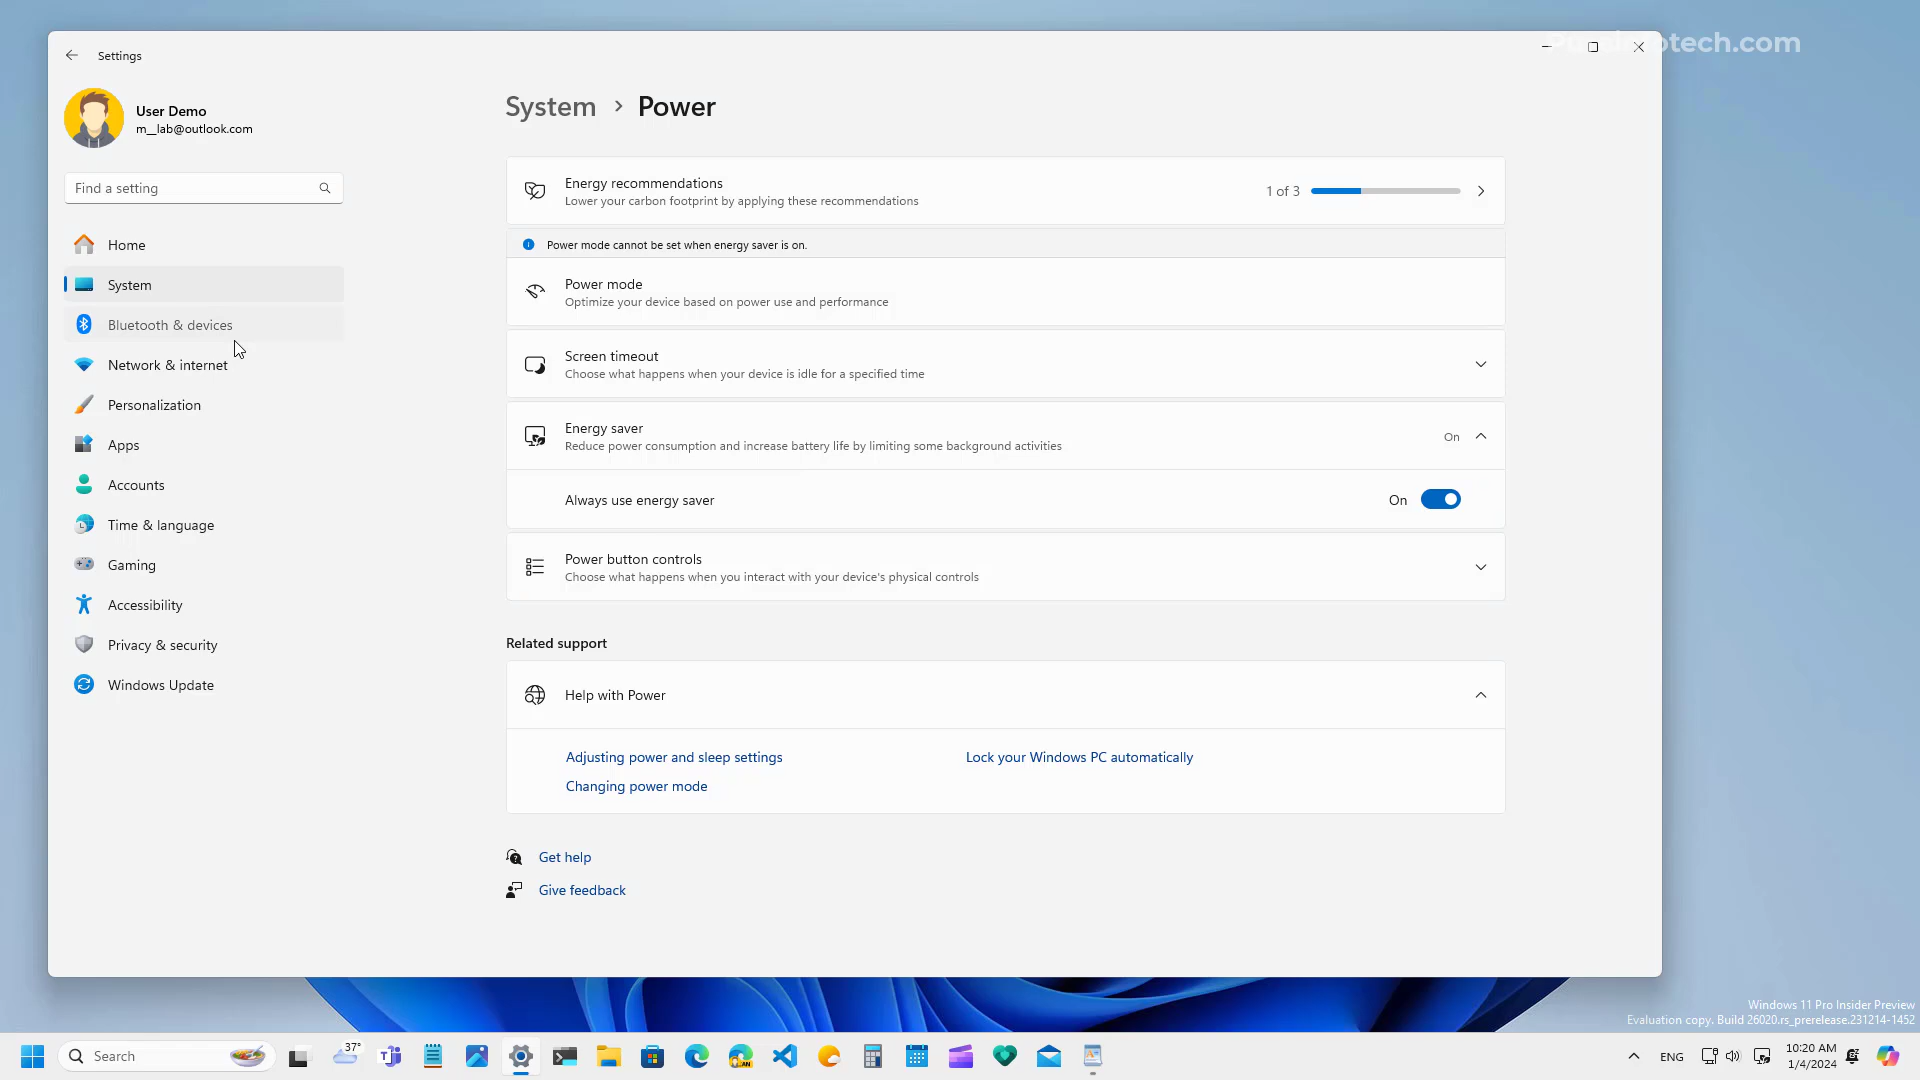 Settings
User Demo
m__lab@outlook.com
Find a setting
Home
System
Bluetooth & devices
Network & internet
Personalization
Apps
Accounts
Time & language
Gaming
Accessibility
Privacy & security
Windows Update
System > Power
Energy recommendations
Lower your carbon footprint by applying these recommendations
1 of 3
Power mode cannot be set when energy saver is on.
Power mode
Optimize your device based on power use and performance
Screen timeout
Choose what happens when your device is idle for a specified time
Energy saver
Reduce power consumption and increase battery life by limiting some background activities
On
Always use energy saver
On
Power button controls
Choose what happens when you interact with your device's physical controls
Related support
Help with Power
Adjusting power and sleep settings
Lock your Windows PC automatically
Changing power mode
Get help
Give feedback
Windows 11 Pro Insider Preview
Evaluation copy. Build 26020.rs_prerelease.231214-1452
Search
37°
ENG
10:20 AM
1/4/2024